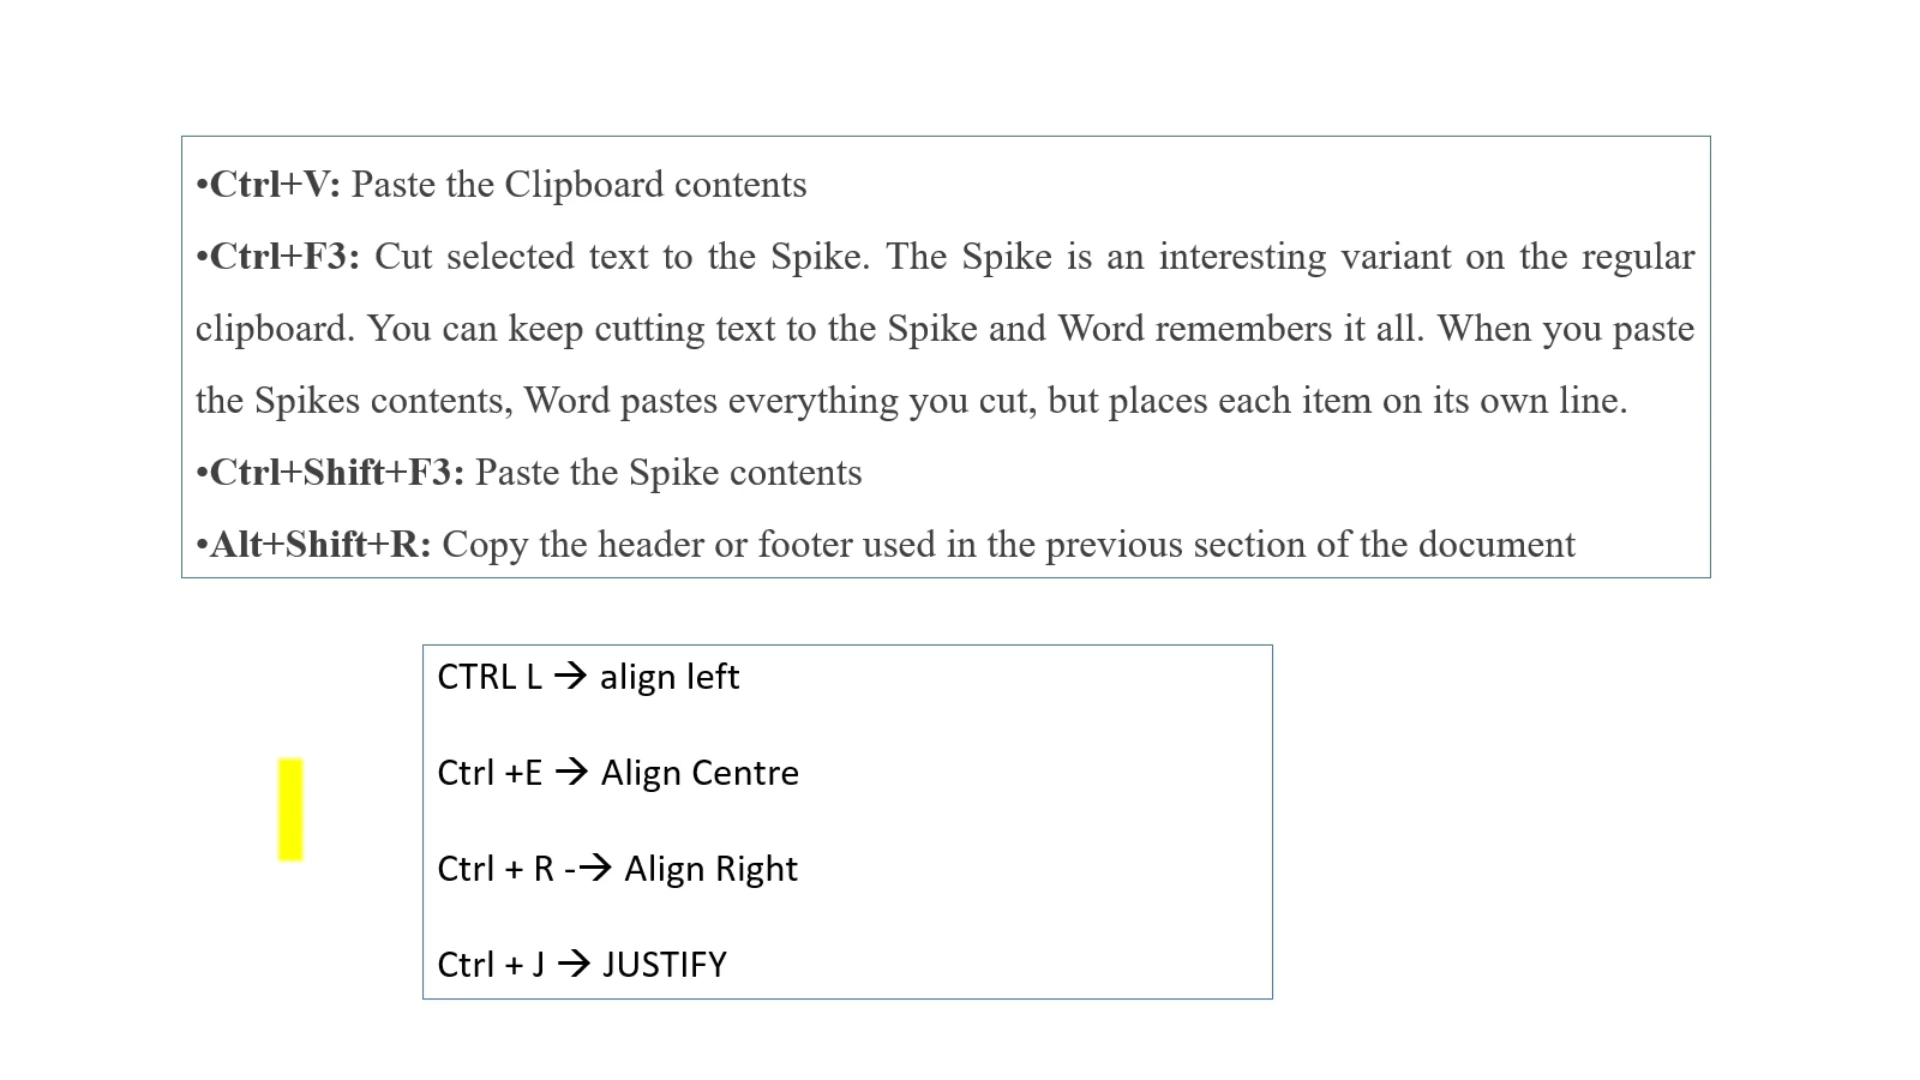 •Ctrl+V: Paste the Clipboard contents
•Ctrl+F3: Cut selected text to the Spike. The Spike is an interesting variant on the regular
clipboard. You can keep cutting text to the Spike and Word remembers it all. When you paste
the Spikes contents, Word pastes everything you cut, but places each item on its own line.
•Ctrl+Shift+F3: Paste the Spike contents
•Alt+Shift+R: Copy the header or footer used in the previous section of the document
CTRL L → align left
Ctrl +E → Align Centre
Ctrl + R -→ Align Right
Ctrl + J → JUSTIFY